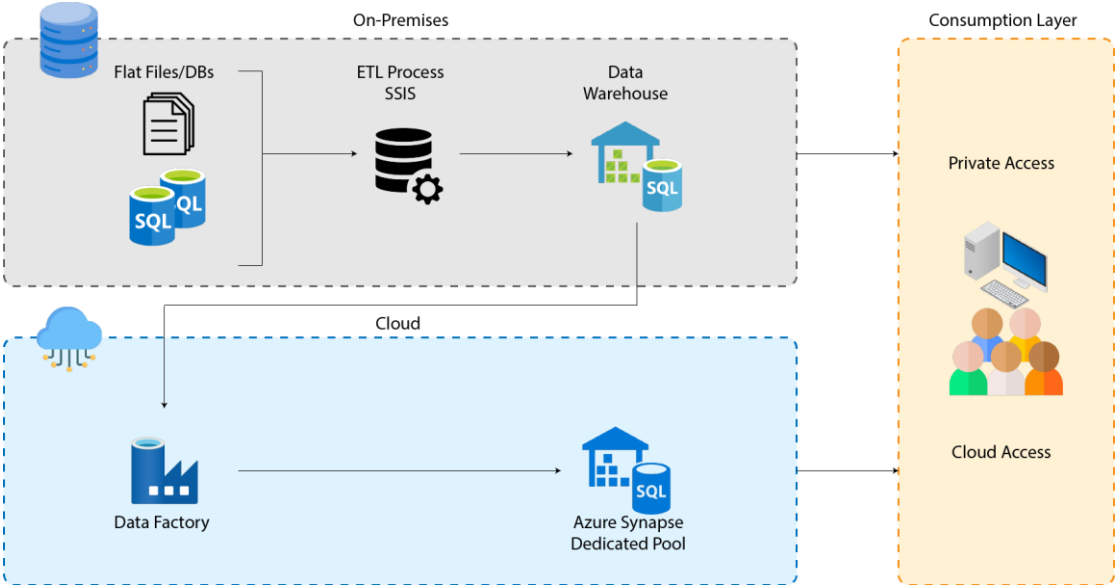 On-Premises
Consumption Layer
Flat Files/DBs
ETL Process
SSIS
Data
Warehouse
SQL
SQL
SQL
Private Access
Cloud
Cloud Access
SQL
Data Factory
Azure Synapse
Dedicated Pool